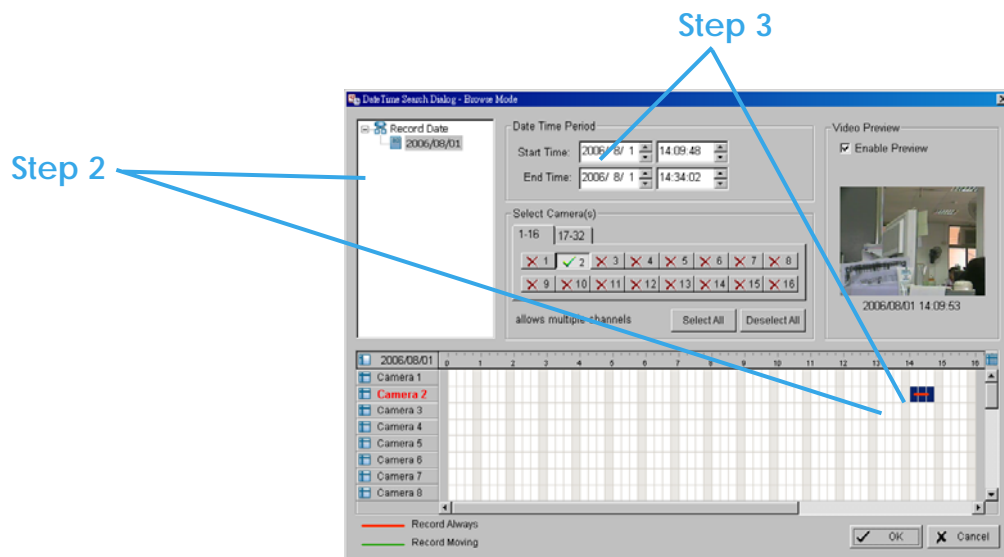 Step 3
Step 2
DateTime Search Dialog - Browse Mode
Record Date
2006/08/01
Date Time Period
Start Time: 2006/ 8/ 1 14:09:48
End Time: 2006/ 8/ 1 14:34:02
Select Camera(s)
1-16 17-32
1 2 3 4 5 6 7 8
9 10 11 12 13 14 15 16
allows multiple channels Select All Deselect All
Video Preview
Enable Preview
2006/08/01 14:09:53
2006/08/01 0 1 2 3 4 5 6 7 8 9 10 11 12 13 14 15 16
Camera 1
Camera 2
Camera 3
Camera 4
Camera 5
Camera 6
Camera 7
Camera 8
Record Always
Record Moving
OK Cancel